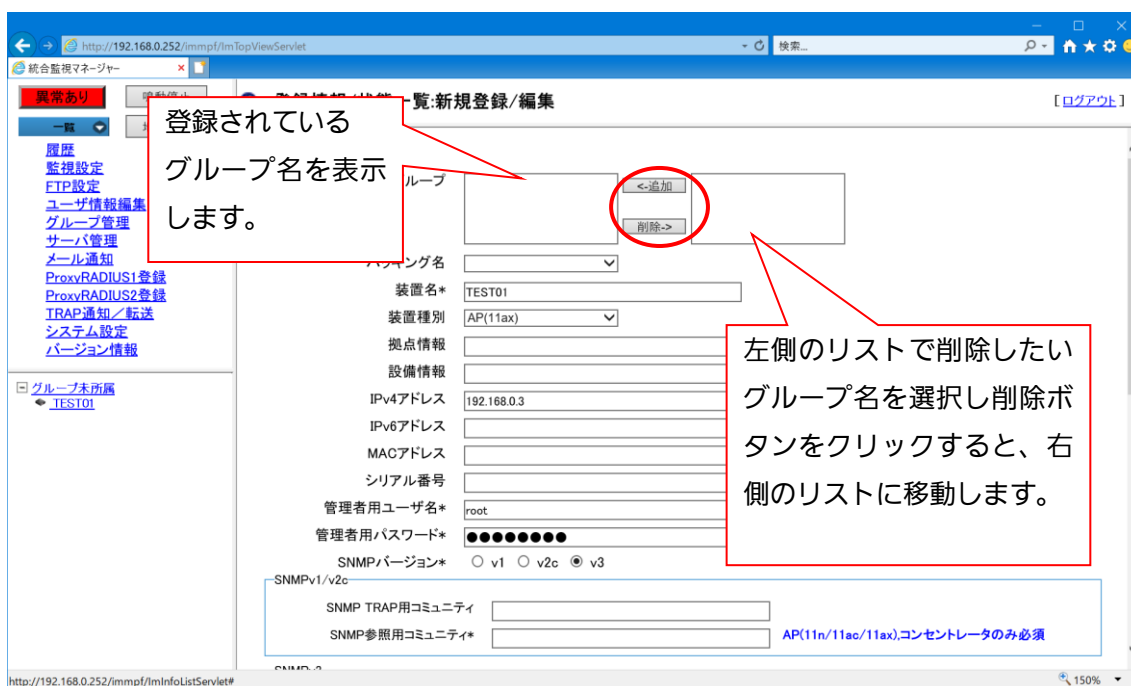 http://192.168.0.252/immpf/ImTopViewServlet
検索...
統合監視マネージャー
異常あり
一覧
一覧:新規登録/編集
[ログアウト]
履歴
監視設定
FTP設定
ユーザ情報編集
グループ管理
サーバ管理
メール通知
ProxyRADIUS1登録
ProxyRADIUS2登録
TRAP通知／転送
システム設定
バージョン情報
グループ未所属
TEST01
登録されている
グループ名を表示
します。
ループ
<-追加
削除->
キング名
装置名* TEST01
装置種別 AP(11ax)
拠点情報
設備情報
IPv4アドレス 192.168.0.3
IPv6アドレス
MACアドレス
シリアル番号
管理者用ユーザ名* root
管理者用パスワード* ●●●●●●●●
SNMPバージョン* v1 v2c v3
左側のリストで削除したい
グループ名を選択し削除ボ
タンをクリックすると、右
側のリストに移動します。
SNMPv1/v2c
SNMP TRAP用コミュニティ
SNMP参照用コミュニティ* AP(11n/11ac/11ax),コンセントレータのみ必須
http://192.168.0.252/immpf/ImInfoListServlet#
150%